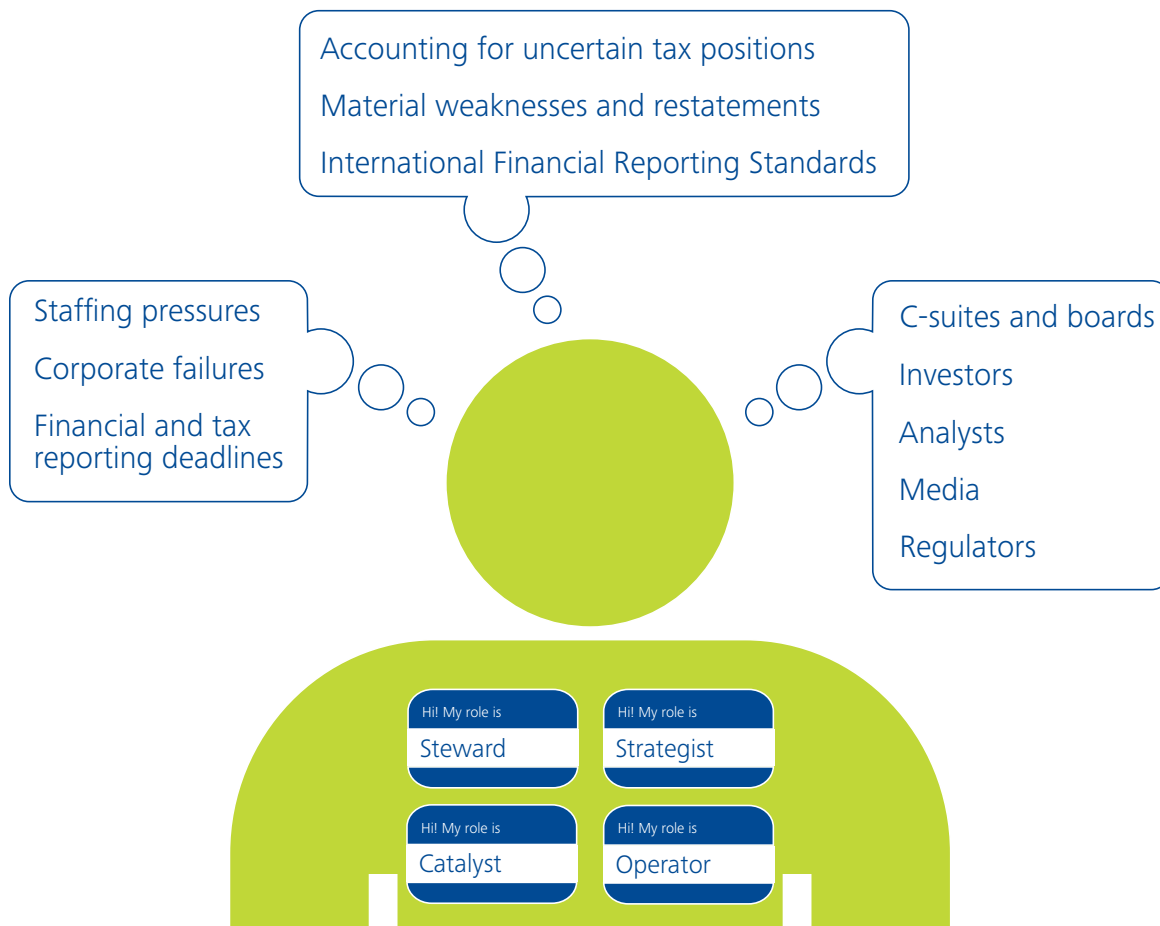 Accounting for uncertain tax positions
Material weaknesses and restatements
International Financial Reporting Standards
Staffing pressures
Corporate failures
Financial and tax
reporting deadlines
C-suites and boards
Investors
Analysts
Media
Regulators
Hi! My role is
Steward
Hi! My role is
Strategist
Hi! My role is
Catalyst
Hi! My role is
Operator